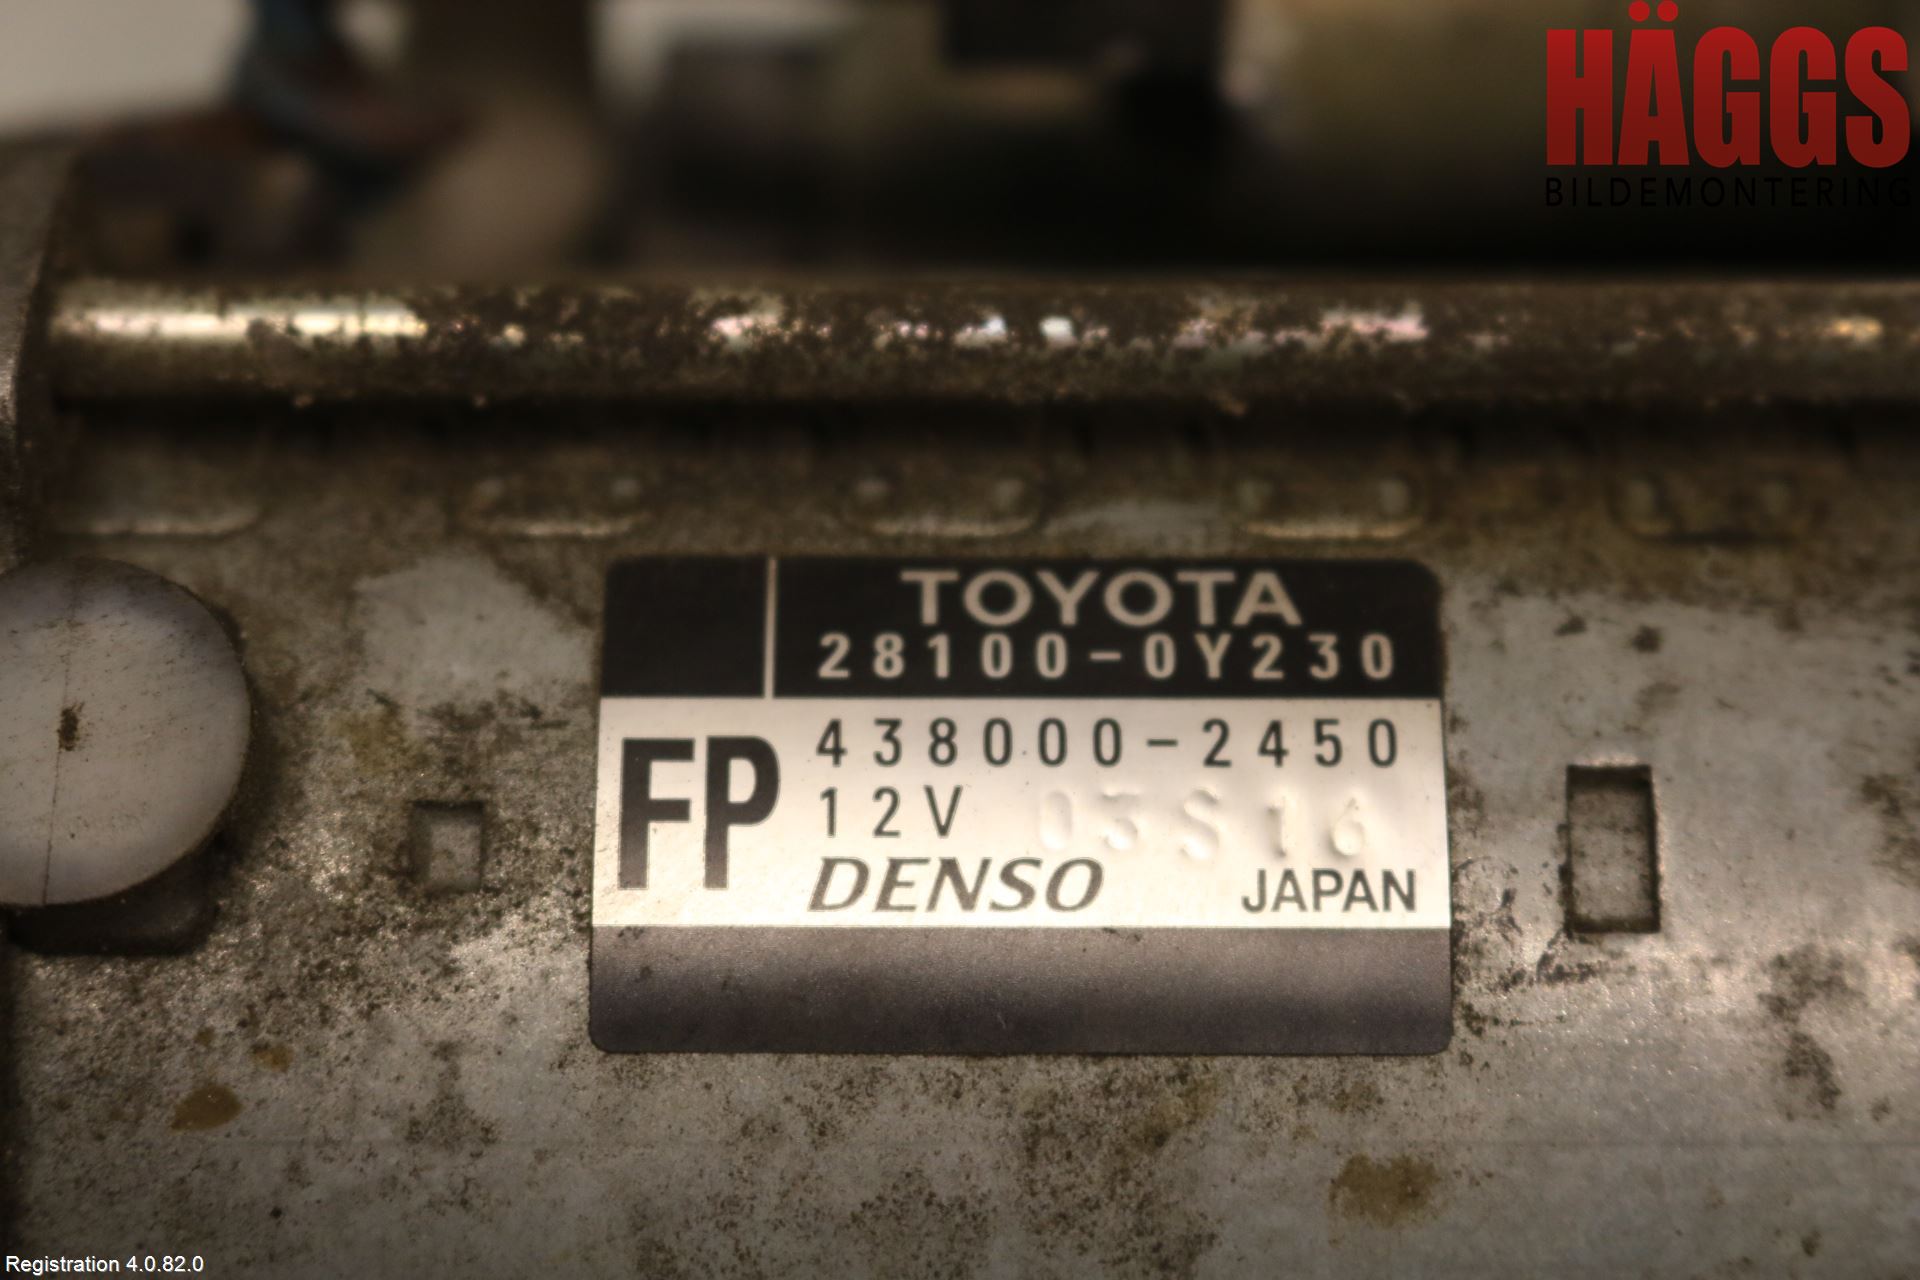 HÄGGS
BILDEMONTERING
TOYOTA
28100-0Y230
FP
438000-2450
12V 03S16
DENSO JAPAN
Registration 4.0.82.0